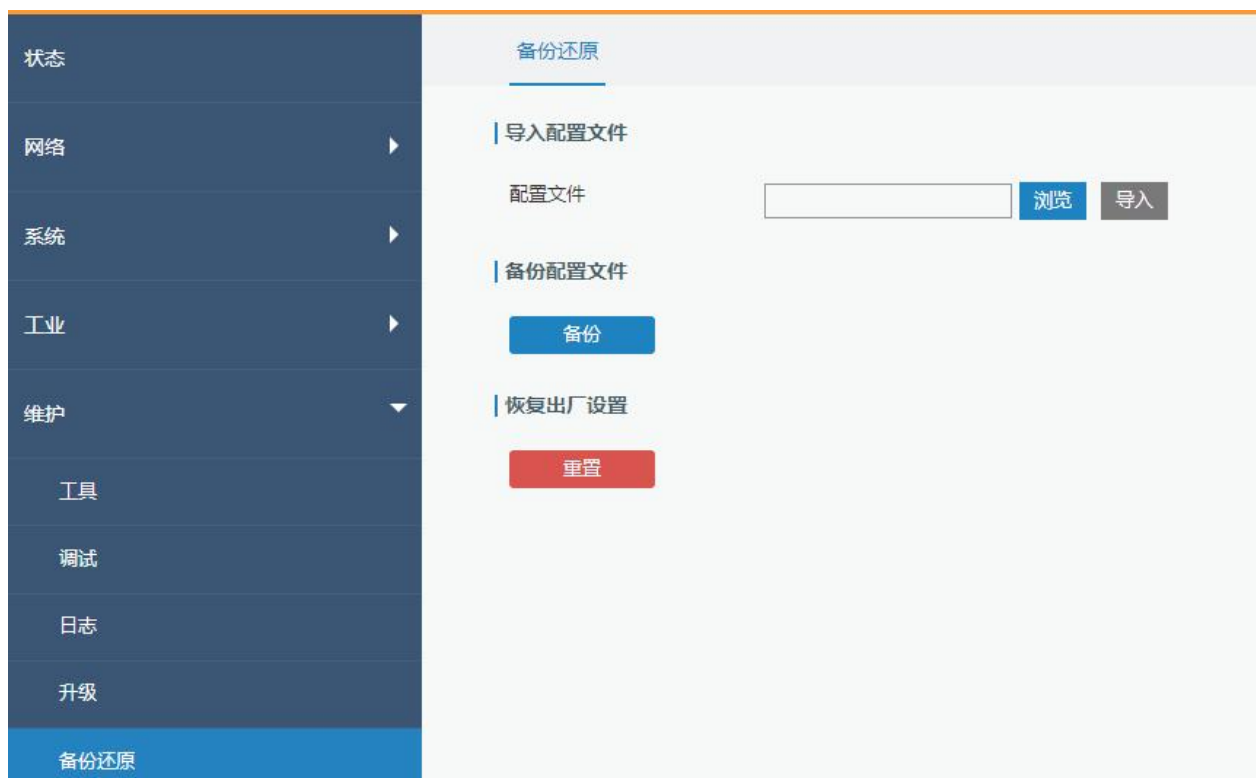 状态
网络
系统
工业
维护
工具
调试
日志
升级
备份还原
备份还原
导入配置文件
配置文件
浏览 导入
备份配置文件
备份
恢复出厂设置
重置